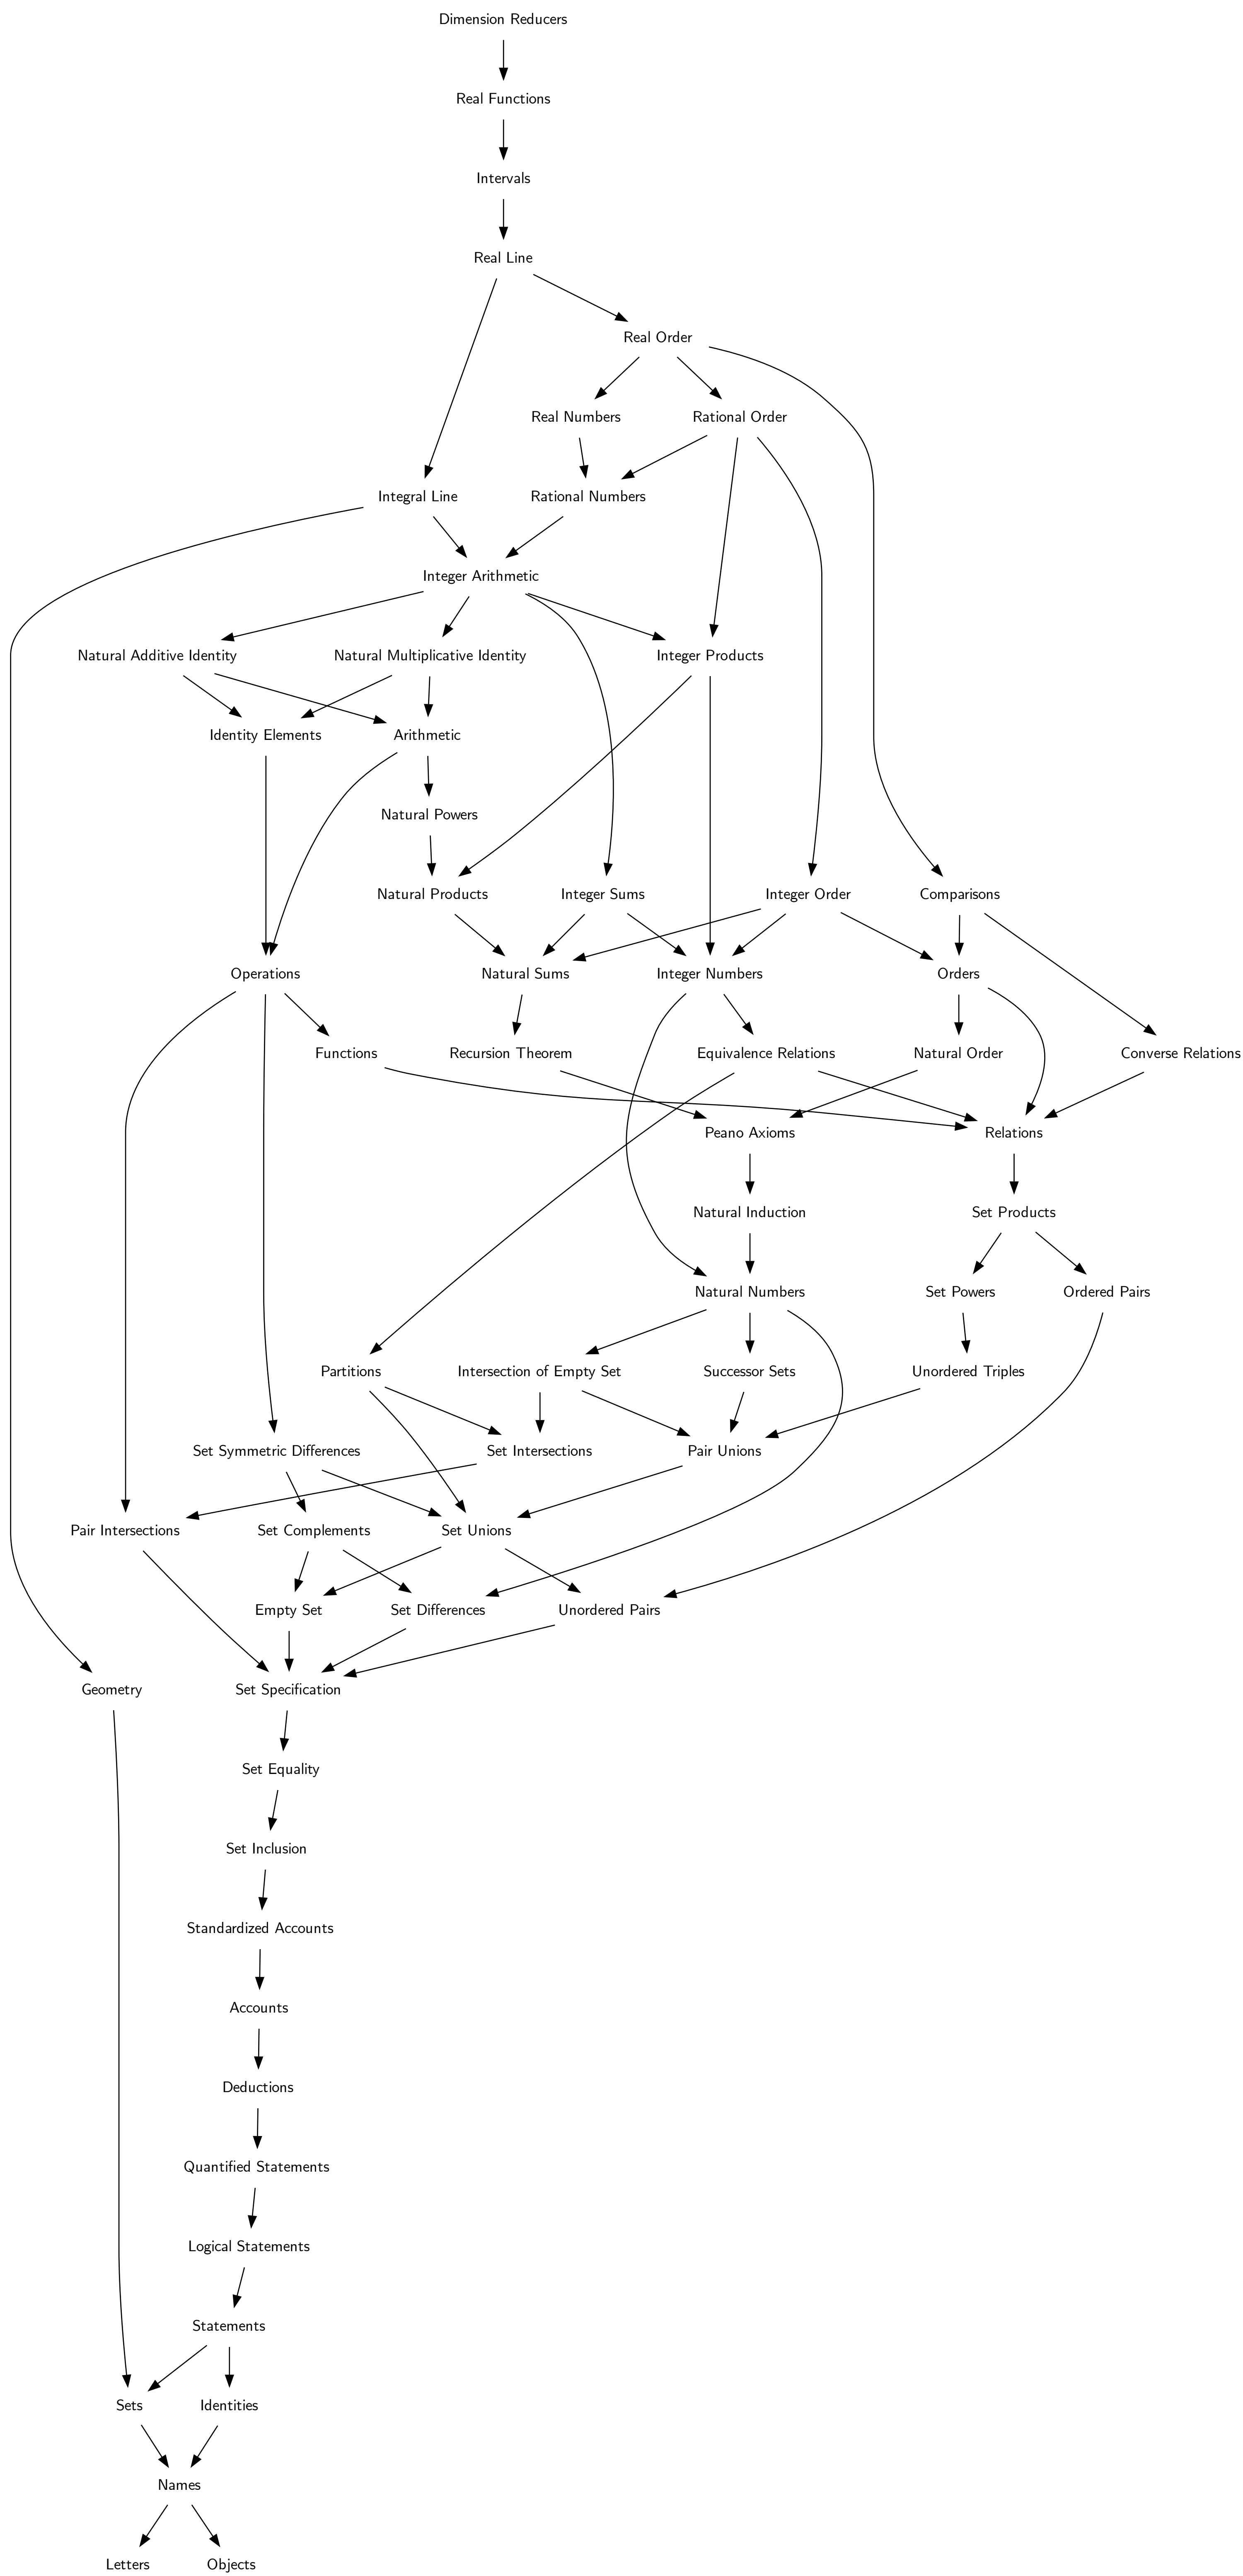 Dimension Reducers
Real Functions
Intervals
Real Line
Real Order
Real Numbers
Rational Order
Integral Line
Rational Numbers
Integer Arithmetic
Natural Additive Identity
Natural Multiplicative Identity
Integer Products
Identity Elements
Arithmetic
Natural Powers
Natural Products
Integer Sums
Integer Order
Comparisons
Operations
Natural Sums
Integer Numbers
Orders
Functions
Recursion Theorem
Equivalence Relations
Natural Order
Converse Relations
Peano Axioms
Relations
Natural Induction
Set Products
Natural Numbers
Set Powers
Ordered Pairs
Partitions
Intersection of Empty Set
Successor Sets
Unordered Triples
Set Symmetric Differences
Set Intersections
Pair Unions
Pair Intersections
Set Complements
Set Unions
Empty Set
Set Differences
Unordered Pairs
Geometry
Set Specification
Set Equality
Set Inclusion
Standardized Accounts
Accounts
Deductions
Quantified Statements
Logical Statements
Statements
Sets
Identities
Names
Letters
Objects